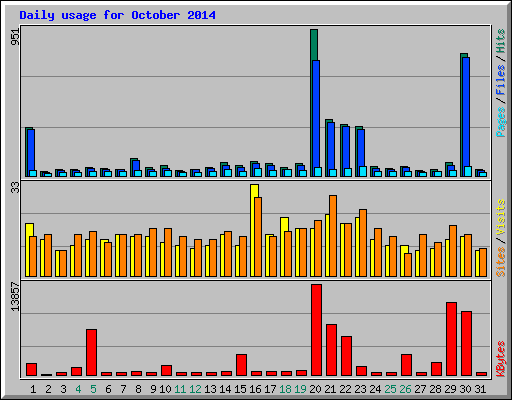 Daily usage for October 2014
951
Pages / Files / Hits
33
Sites / Visits
13857
KBytes
1 2 3 4 5 6 7 8 9 10 11 12 13 14 15 16 17 18 19 20 21 22 23 24 25 26 27 28 29 30 31